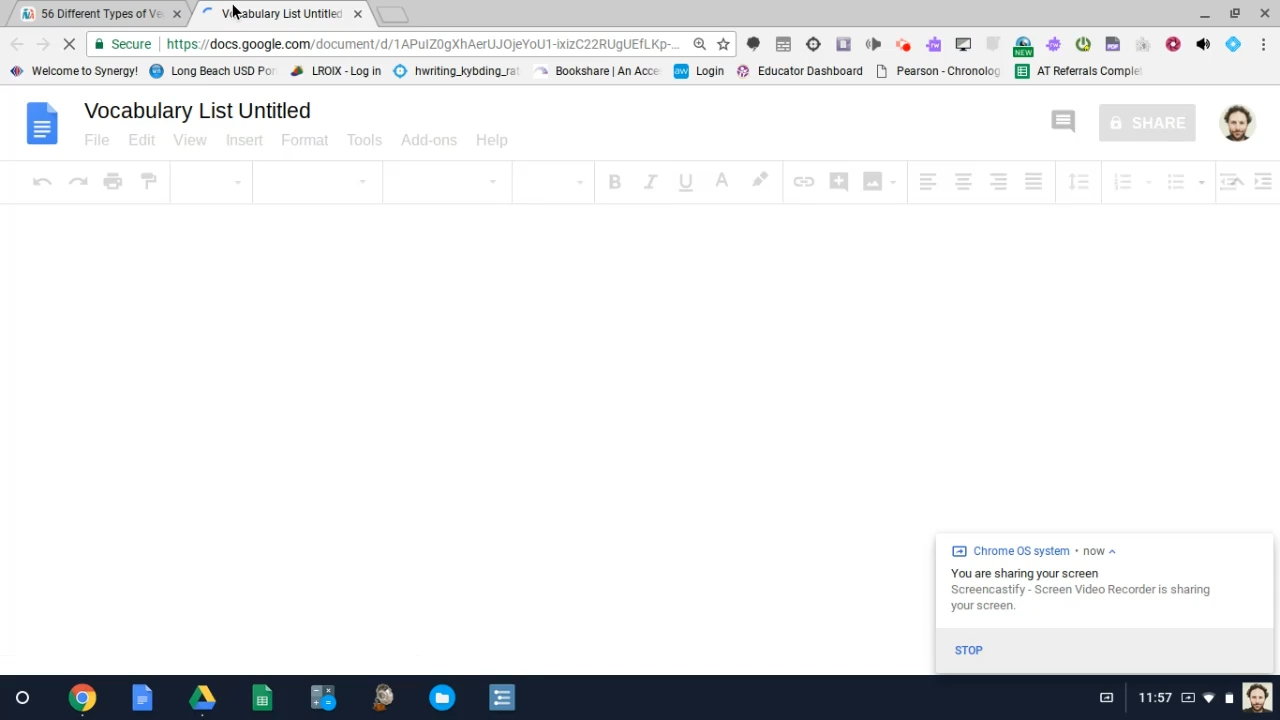 56 Different Types of Ve
Vocabulary List Untitled
Secure
https://docs.google.com/document/d/1APuIZ0gXhAerUJOjeYoU1-ixizC22RUgUEfLKp-...
NEW
Welcome to Synergy!
Long Beach USD Por
ROIX - Log in
hwriting_kybding_rat
Bookshare | An Acce
aw
Login
Educator Dashboard
Pearson - Chronolog
AT Referrals Complet
Vocabulary List Untitled
File Edit View Insert Format Tools Add-ons Help
SHARE
Chrome OS system • now
You are sharing your screen
Screencastify - Screen Video Recorder is sharing
your screen.
STOP
11:57